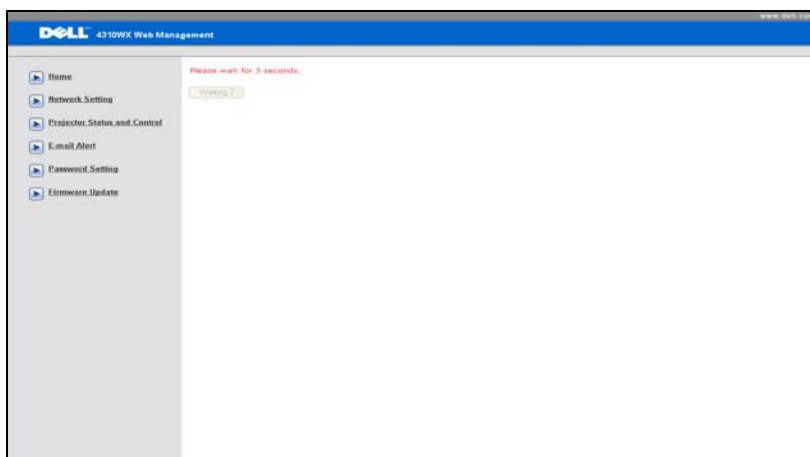 www.dell.com
DELL™ 4310WX Web Management
Home
Network Setting
Projector Status and Control
E-mail Alert
Password Setting
Firmware Update
Please wait for 3 seconds.
Waiting 2